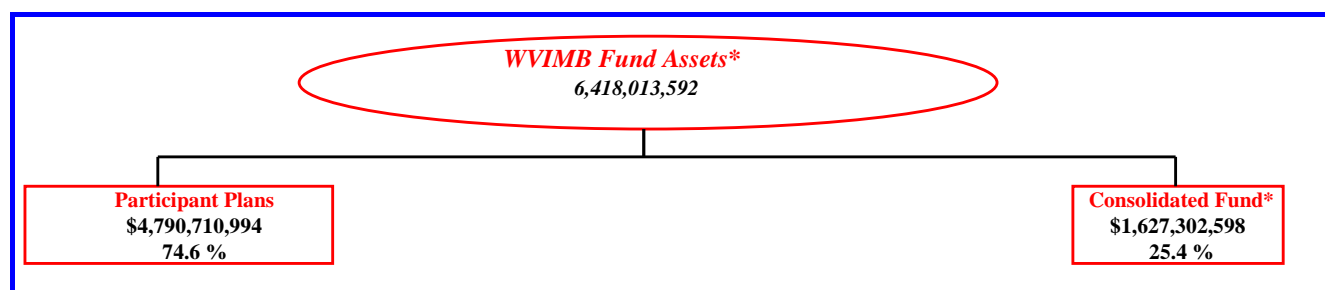 WVIMB Fund Assets*
6,418,013,592
Participant Plans
$4,790,710,994
74.6 %
Consolidated Fund*
$1,627,302,598
25.4 %